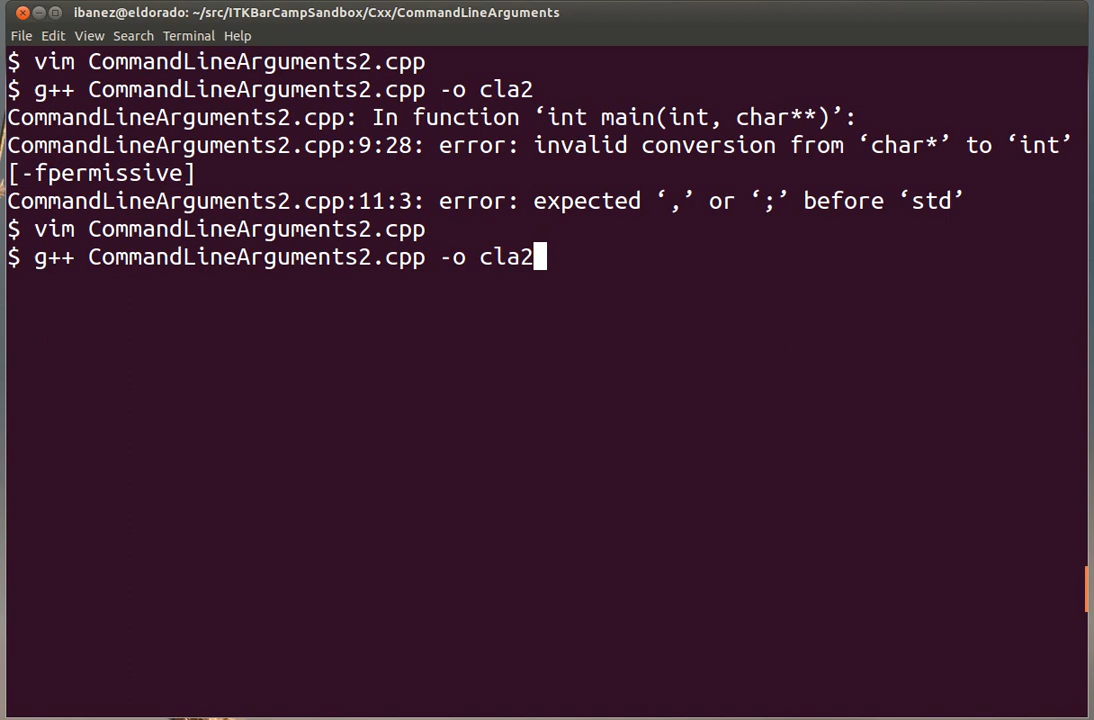 ibanez@eldorado: ~/src/ITKBarCampSandbox/Cxx/CommandLineArguments
File Edit View Search Terminal Help
$ vim CommandLineArguments2.cpp
$ g++ CommandLineArguments2.cpp -o cla2
CommandLineArguments2.cpp: In function ‘int main(int, char**)’:
CommandLineArguments2.cpp:9:28: error: invalid conversion from ‘char*’ to ‘int’
[-fpermissive]
CommandLineArguments2.cpp:11:3: error: expected ‘,’ or ‘;’ before ‘std’
$ vim CommandLineArguments2.cpp
$ g++ CommandLineArguments2.cpp -o cla2